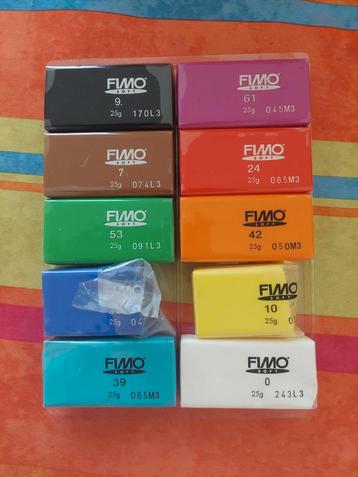 FIMO
SOFT
9
25g 170L3
FIMO
SOFT
61
25g 045M3
FIMO
SOFT
7
25g 074L3
FIMO
SOFT
24
25g 065M3
FIMO
SOFT
53
25g 091L3
FIMO
SOFT
42
25g 050M3
FIMO
25g
FIMO
SOFT
10
25g
FIMO
SOFT
39
25g 065M3
FIMO
SOFT
0
25g 243L3